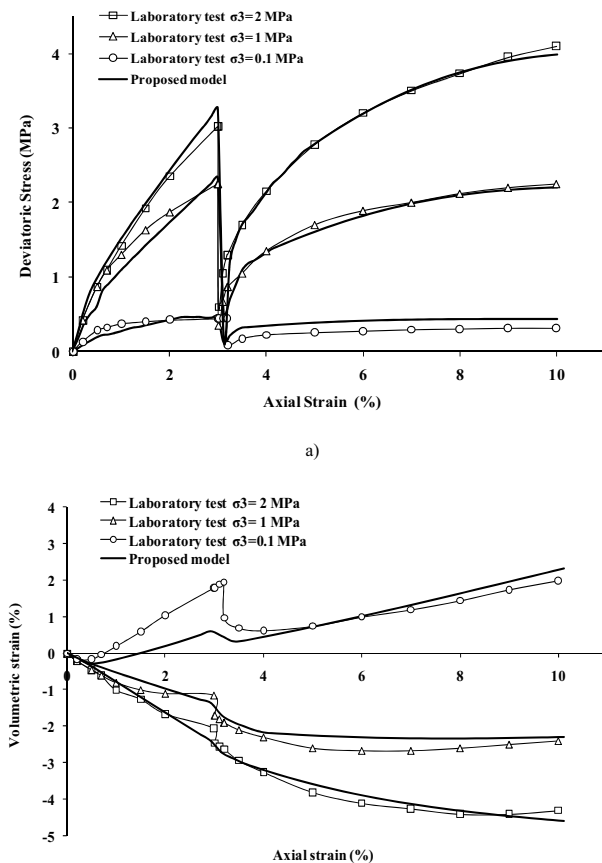 Laboratory test σ3= 2 MPa
Laboratory test σ3= 1 MPa
Laboratory test σ3= 0.1 MPa
Proposed model
4
3
2
1
0
Deviatoric Stress (MPa)
0 2 4 6 8 10
Axial Strain (%)
a)
Laboratory test σ3= 2 MPa
Laboratory test σ3= 1 MPa
Laboratory test σ3=0.1 MPa
Proposed model
4
3
2
1
0
-1
-2
-3
-4
-5
Volumetric strain (%)
2 4 6 8 10
Axial strain (%)